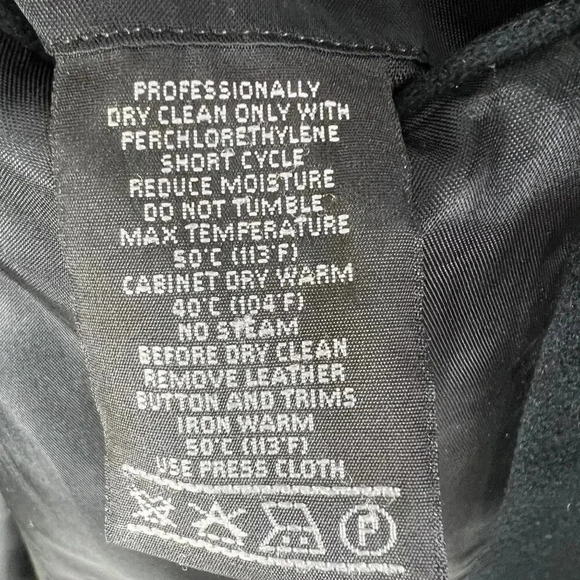 PROFESSIONALLY
DRY CLEAN ONLY WITH
PERCHLORETHYLENE
SHORT CYCLE
REDUCE MOISTURE
DO NOT TUMBLE
MAX TEMPERATURE
50°C (113°F)
CABINET DRY WARM
40°C (104°F)
NO STEAM
BEFORE DRY CLEAN
REMOVE LEATHER
BUTTON AND TRIMS
IRON WARM
50°C (113°F)
USE PRESS CLOTH
P